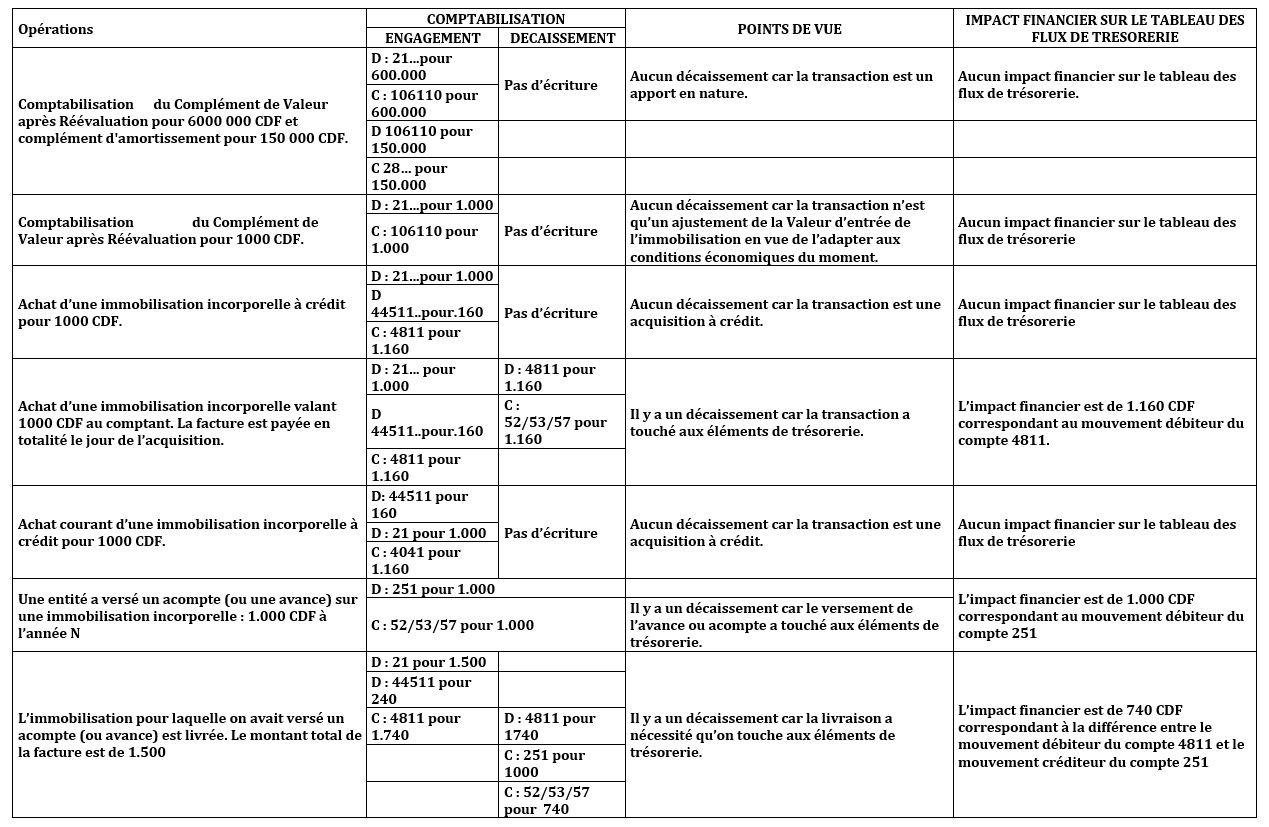 Opérations
COMPTABILISATION
ENGAGEMENT
DECAISSEMENT
POINTS DE VUE
IMPACT FINANCIER SUR LE TABLEAU DES
FLUX DE TRESORERIE
Comptabilisation du Complément de Valeur
après Réévaluation pour 6000 000 CDF et
complément d'amortissement pour 150 000 CDF.
D : 21...pour
600.000
C : 106110 pour
600.000
Pas d’écriture
Aucun décaissement car la transaction est un
apport en nature.
Aucun impact financier sur le tableau des
flux de trésorerie.
D 106110 pour
150.000
C 28... pour
150.000
Comptabilisation du Complément de
Valeur après Réévaluation pour 1000 CDF.
D : 21...pour 1.000
C : 106110 pour
1.000
Pas d’écriture
Aucun décaissement car la transaction n’est
qu’un ajustement de la Valeur d’entrée de
l’immobilisation en vue de l’adapter aux
conditions économiques du moment.
Aucun impact financier sur le tableau des
flux de trésorerie
Achat d’une immobilisation incorporelle à crédit
pour 1000 CDF.
D : 21...pour 1.000
D
44511..pour.160
C : 4811 pour
1.160
Pas d’écriture
Aucun décaissement car la transaction est une
acquisition à crédit.
Aucun impact financier sur le tableau des
flux de trésorerie
Achat d’une immobilisation incorporelle valant
1000 CDF au comptant. La facture est payée en
totalité le jour de l’acquisition.
D : 21... pour
1.000
D
44511..pour.160
C : 4811 pour
1.160
D : 4811 pour
1.160
C :
52/53/57 pour
1.160
Il y a un décaissement car la transaction a
touché aux éléments de trésorerie.
L’impact financier est de 1.160 CDF
correspondant au mouvement débiteur du
compte 4811.
Achat courant d’une immobilisation incorporelle à
crédit pour 1000 CDF.
D: 44511 pour
160
D : 21 pour 1.000
C : 4041 pour
1.160
Pas d’écriture
Aucun décaissement car la transaction est une
acquisition à crédit.
Aucun impact financier sur le tableau des
flux de trésorerie
Une entité a versé un acompte (ou une avance) sur
une immobilisation incorporelle : 1.000 CDF à
l’année N
D : 251 pour 1.000
C : 52/53/57 pour 1.000
Il y a un décaissement car le versement de
l’avance ou acompte a touché aux éléments de
trésorerie.
L’impact financier est de 1.000 CDF
correspondant au mouvement débiteur du
compte 251
L’immobilisation pour laquelle on avait versé un
acompte (ou avance) est livrée. Le montant total de
la facture est de 1.500
D : 21 pour 1.500
D : 44511 pour
240
C : 4811 pour
1.740
D : 4811 pour
1740
C : 251 pour
1000
C : 52/53/57
pour 740
Il y a un décaissement car la livraison a
nécessité qu’on touche aux éléments de
trésorerie.
L’impact financier est de 740 CDF
correspondant à la différence entre le
mouvement débiteur du compte 4811 et le
mouvement créditeur du compte 251